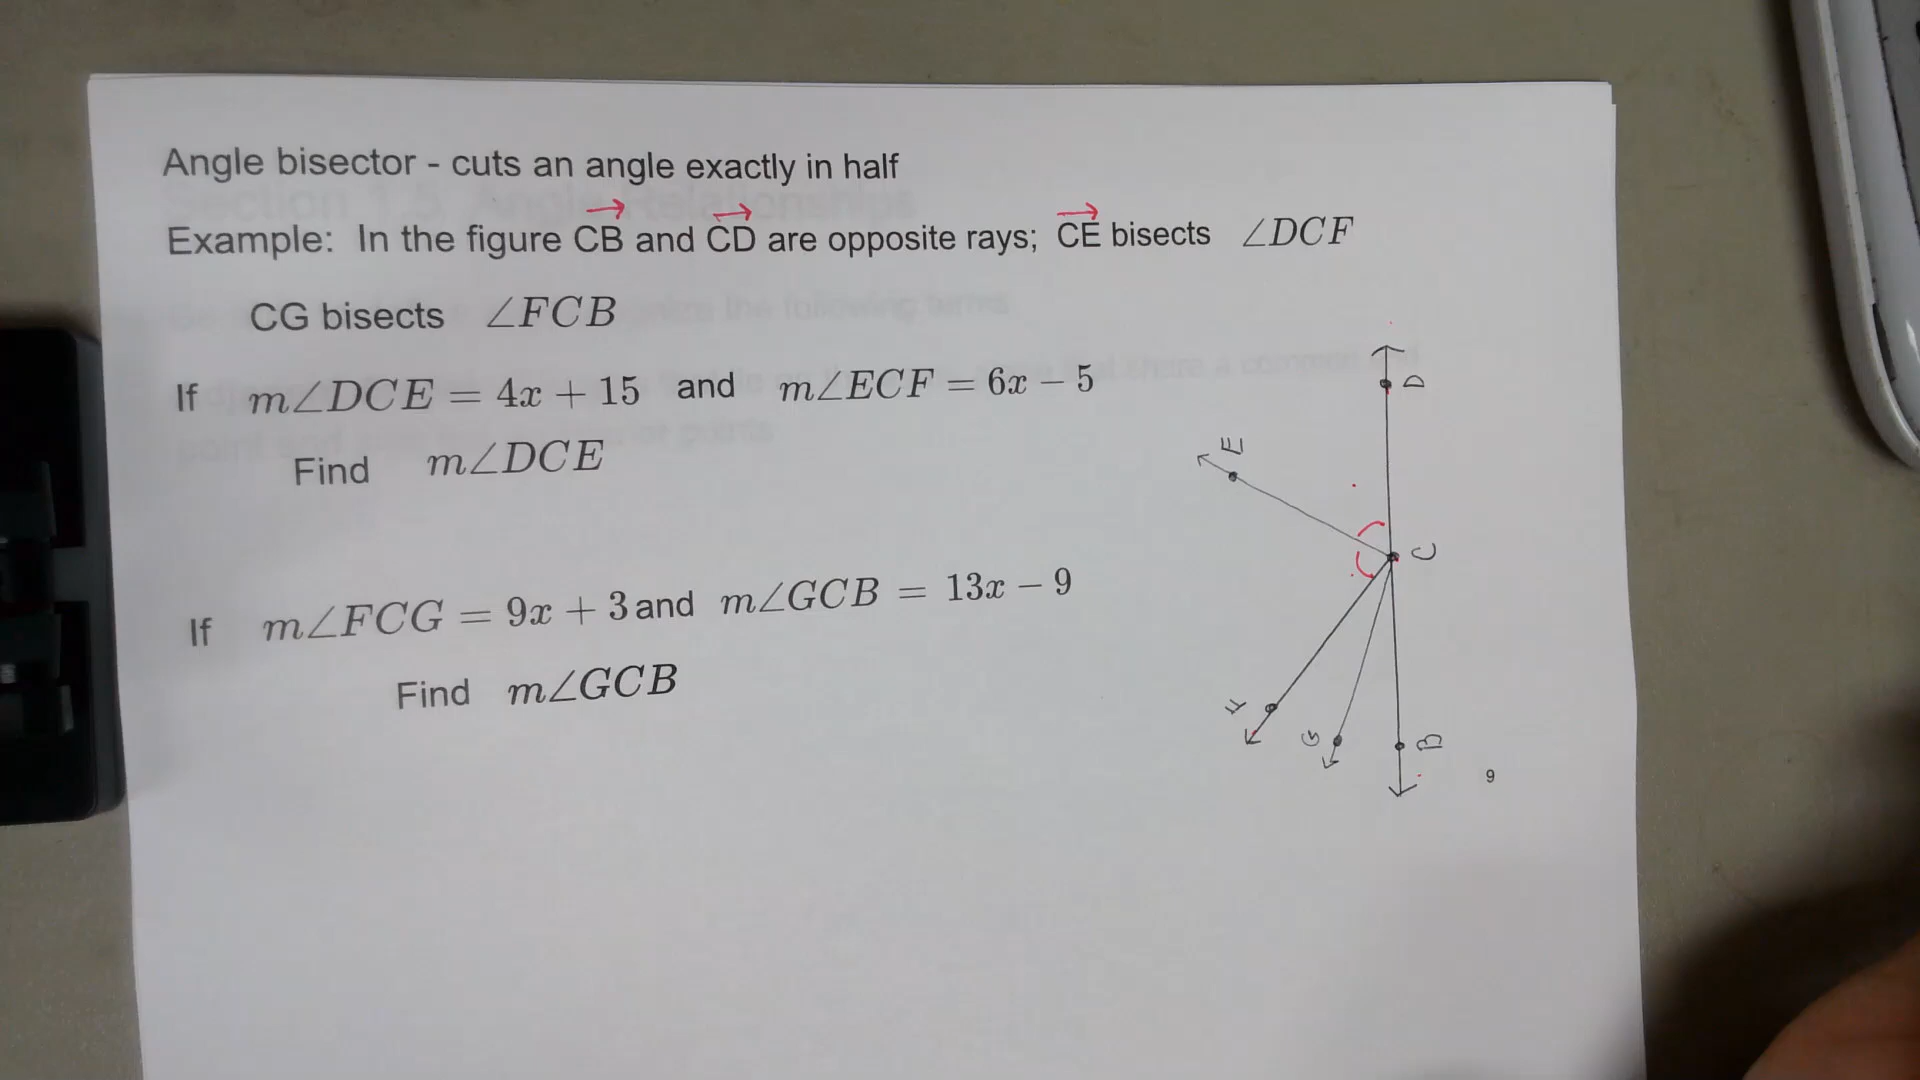 Angle bisector - cuts an angle exactly in half
Example: In the figure CB and CD are opposite rays; CE bisects ∠DCF
CG bisects ∠FCB
If m∠DCE = 4x + 15 and m∠ECF = 6x − 5
Find m∠DCE
If m∠FCG = 9x + 3 and m∠GCB = 13x − 9
Find m∠GCB
D
E
C
F
G
B
9